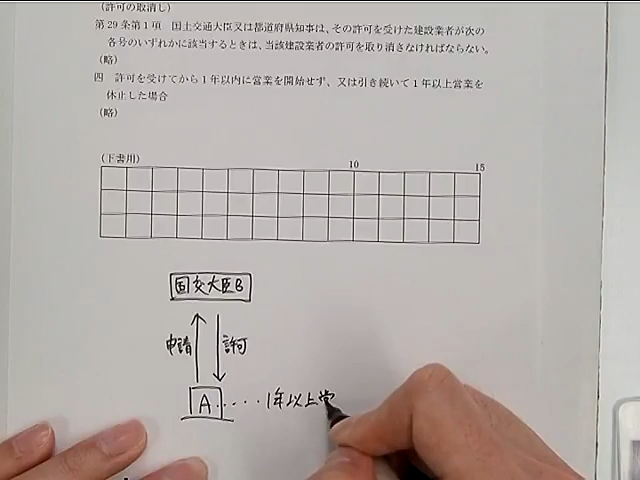 (許可の取消し)
第29条第1項　国土交通大臣又は都道府県知事は、その許可を受けた建設業者が次の
各号のいずれかに該当するときは、当該建設業者の許可を取り消さなければならない。
(略)
四　許可を受けてから1年以内に営業を開始せず、又は引き続いて1年以上営業を
休止した場合
(略)
(下書用)
10
15
国交大臣B
申請
許可
A・・・・1年以上営